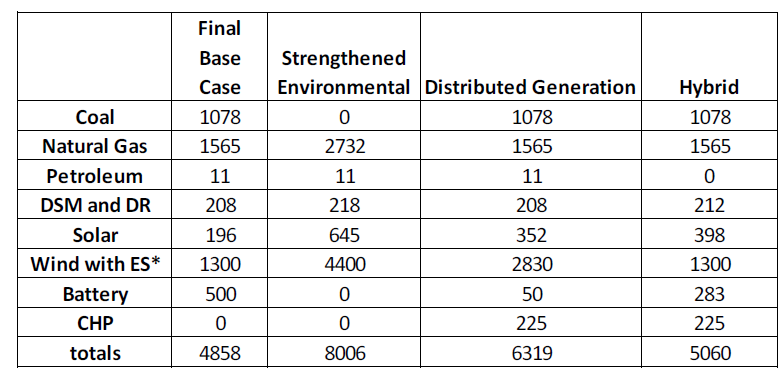 Final Base Case Strengthened Environmental Distributed Generation Hybrid
Coal 1078 0 1078 1078
Natural Gas 1565 2732 1565 1565
Petroleum 11 11 11 0
DSM and DR 208 218 208 212
Solar 196 645 352 398
Wind with ES* 1300 4400 2830 1300
Battery 500 0 50 283
CHP 0 0 225 225
totals 4858 8006 6319 5060